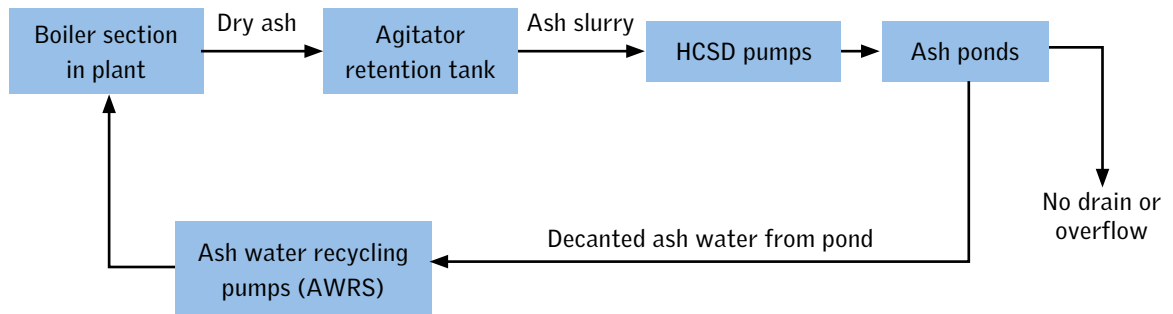 Boiler section
in plant
Dry ash
Agitator
retention tank
Ash slurry
HCSD pumps
Ash ponds
No drain or
overflow
Decanted ash water from pond
Ash water recycling
pumps (AWRS)